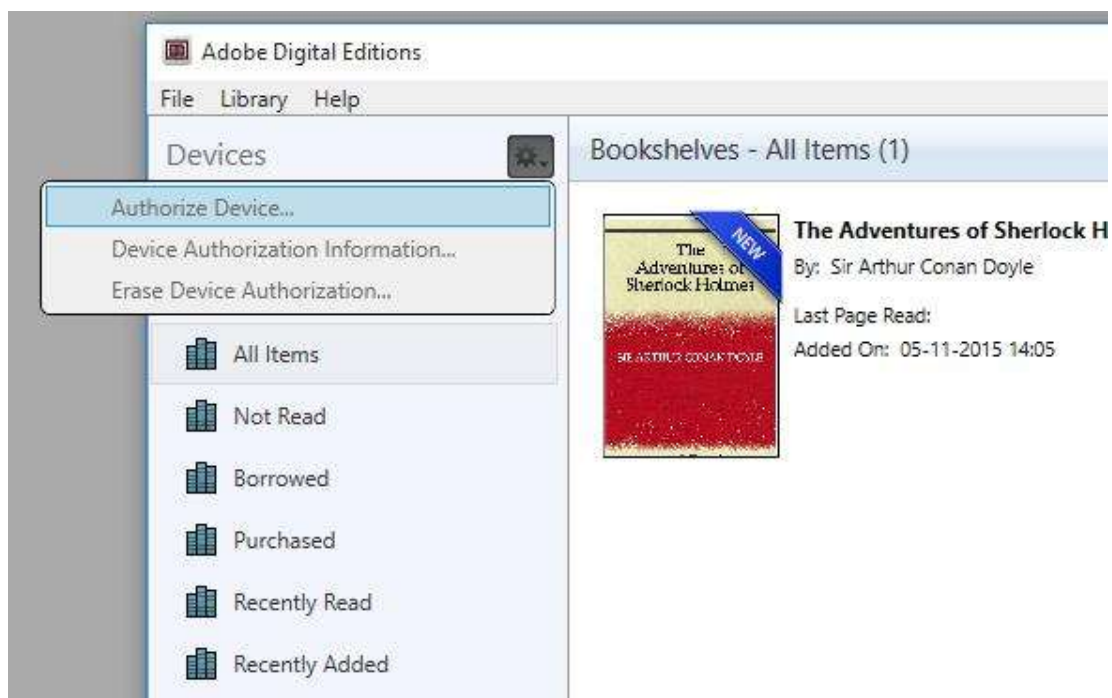 Adobe Digital Editions
File Library Help
Devices
Bookshelves - All Items (1)
Authorize Device...
Device Authorization Information...
Erase Device Authorization...
All Items
Not Read
Borrowed
Purchased
Recently Read
Recently Added
The
Adventures of
Sherlock Holmes
NEW
SIR ARTHUR CONAN DOYLE
The Adventures of Sherlock H
By: Sir Arthur Conan Doyle
Last Page Read:
Added On: 05-11-2015 14:05